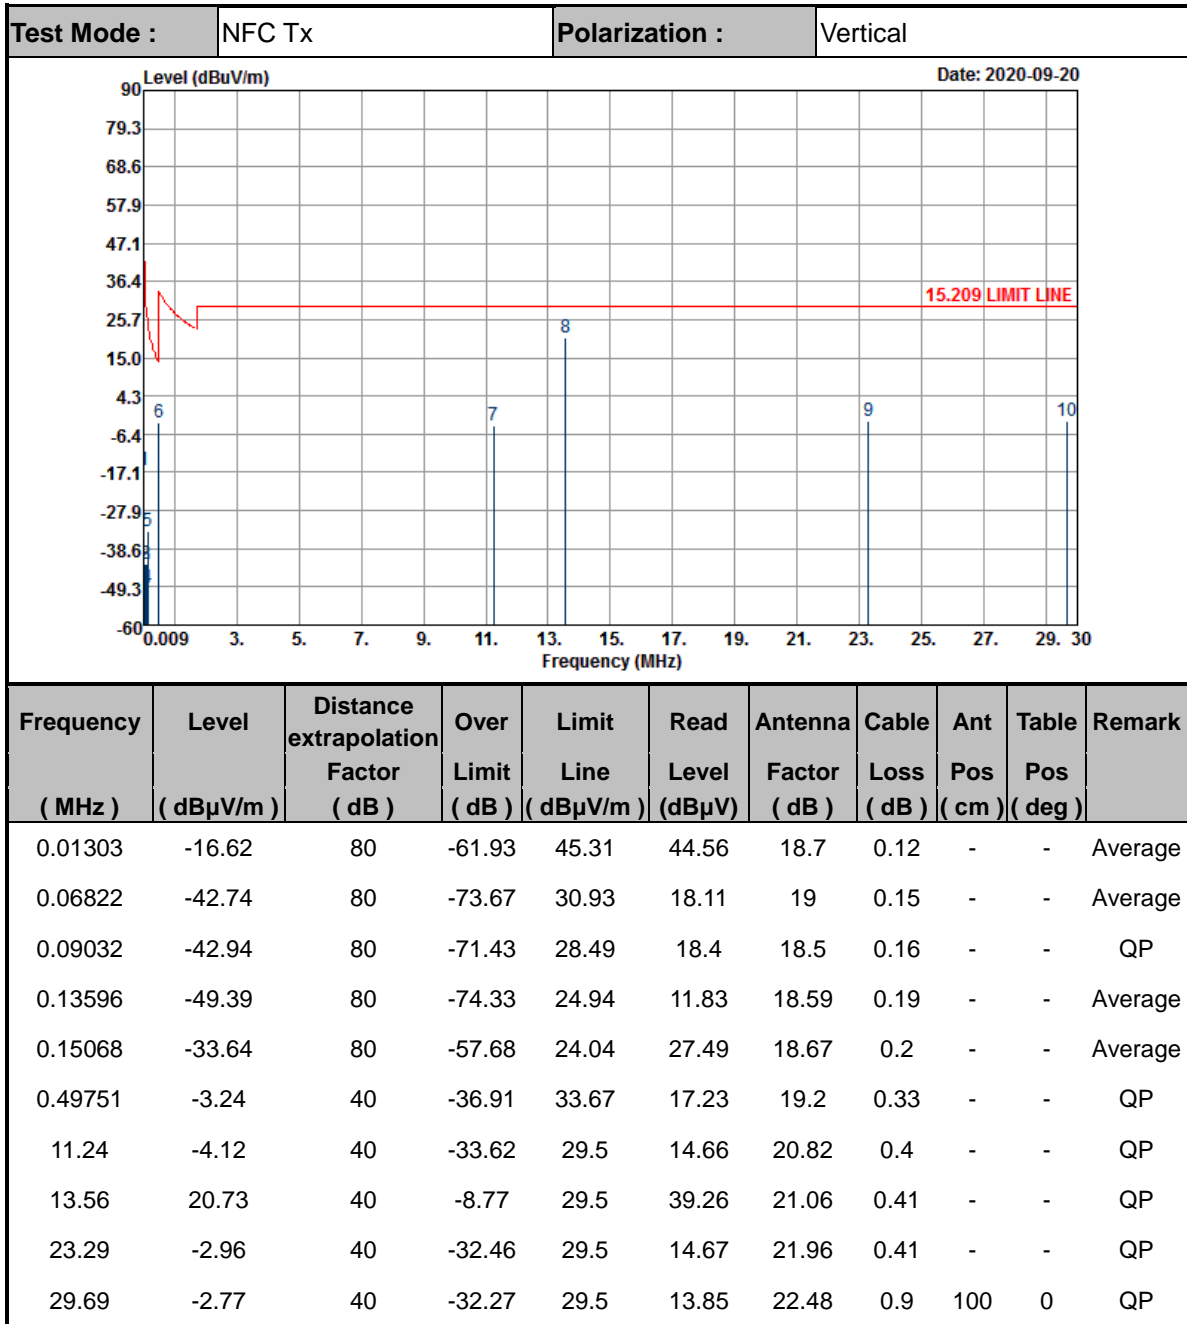 Test Mode : NFC Tx Polarization : Vertical
Level (dBuV/m) Date: 2020-09-20
90
79.3
68.6
57.9
47.1
36.4
15.209 LIMIT LINE
25.7
8
15.0
4.3
6 7 9 10
-6.4
-17.1
-27.9
5
-38.6
-49.3
-60
0.009 3. 5. 7. 9. 11. 13. 15. 17. 19. 21. 23. 25. 27. 29. 30
Frequency (MHz)
Frequency Level Distance extrapolation Over Limit Read Antenna Cable Ant Table Remark
Factor Limit Line Level Factor Loss Pos Pos
( MHz ) ( dBµV/m ) ( dB ) ( dB ) ( dBµV/m ) (dBµV) ( dB ) ( dB ) ( cm ) ( deg )
0.01303 -16.62 80 -61.93 45.31 44.56 18.7 0.12 - - Average
0.06822 -42.74 80 -73.67 30.93 18.11 19 0.15 - - Average
0.09032 -42.94 80 -71.43 28.49 18.4 18.5 0.16 - - QP
0.13596 -49.39 80 -74.33 24.94 11.83 18.59 0.19 - - Average
0.15068 -33.64 80 -57.68 24.04 27.49 18.67 0.2 - - Average
0.49751 -3.24 40 -36.91 33.67 17.23 19.2 0.33 - - QP
11.24 -4.12 40 -33.62 29.5 14.66 20.82 0.4 - - QP
13.56 20.73 40 -8.77 29.5 39.26 21.06 0.41 - - QP
23.29 -2.96 40 -32.46 29.5 14.67 21.96 0.41 - - QP
29.69 -2.77 40 -32.27 29.5 13.85 22.48 0.9 100 0 QP